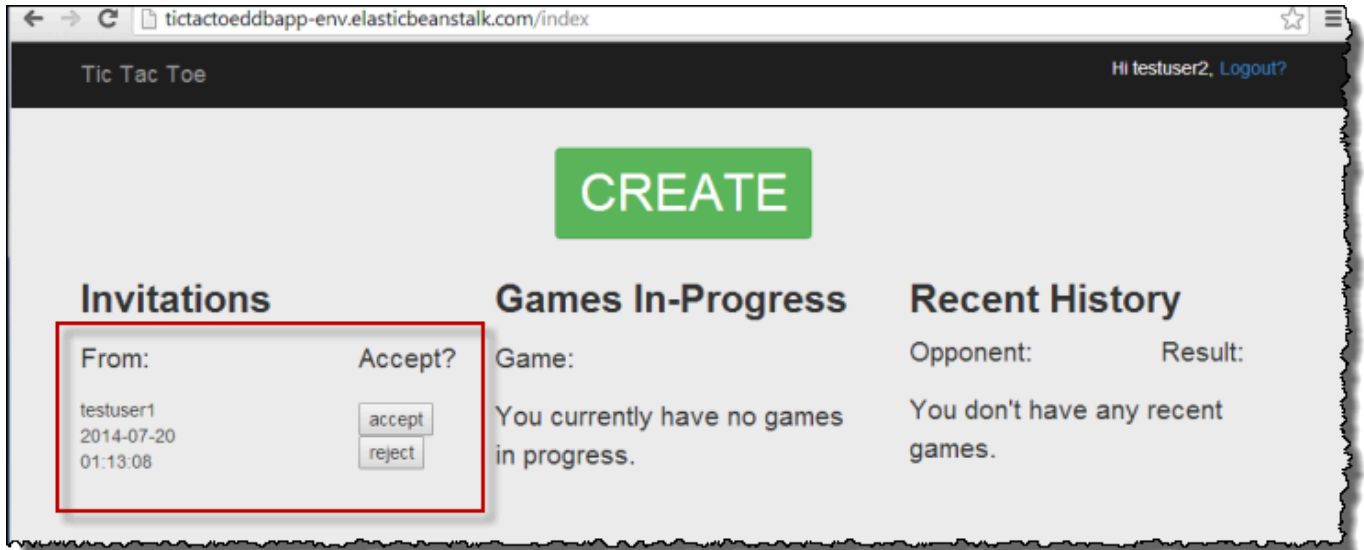 tictactoeddbapp-env.elasticbeanstalk.com/index
Tic Tac Toe
Hi testuser2, Logout?
CREATE
Invitations
From:
Accept?
testuser1
2014-07-20
01:13:08
accept
reject
Games In-Progress
Game:
You currently have no games
in progress.
Recent History
Opponent:
Result:
You don't have any recent
games.